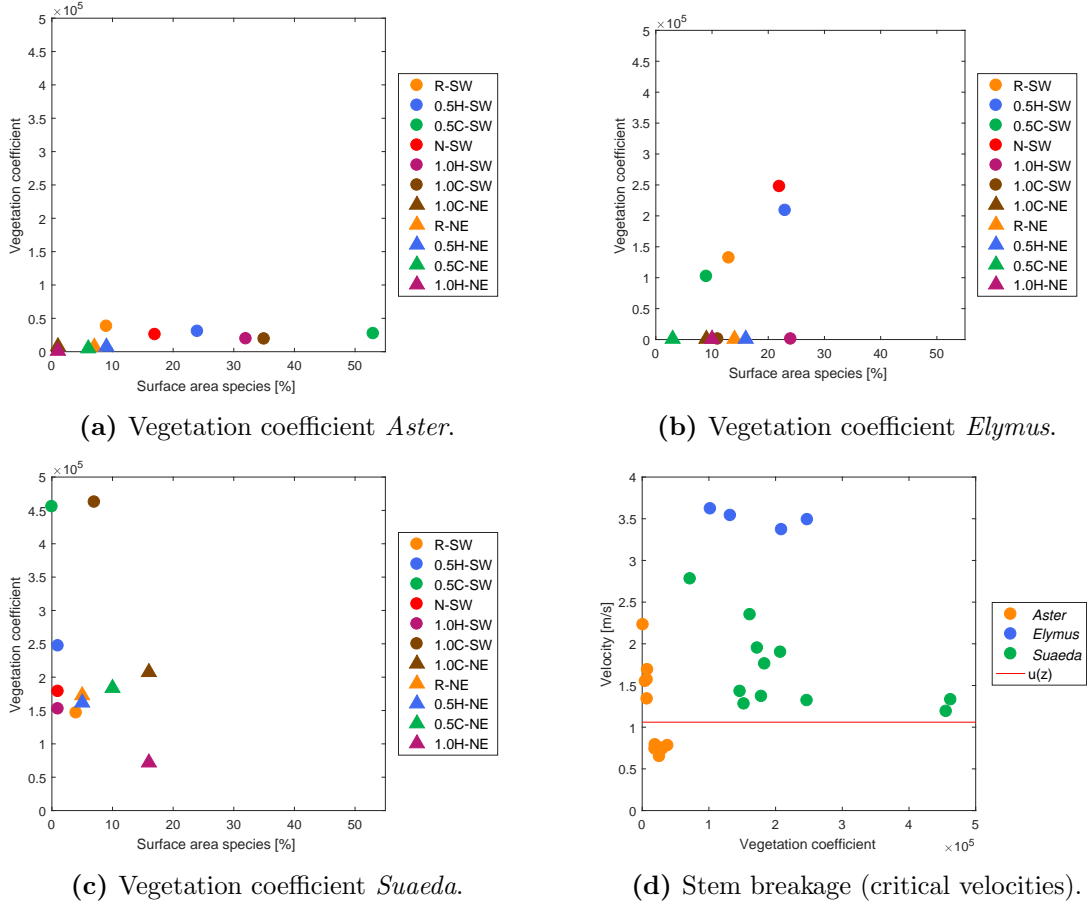 ×10^5
5
4.5
4
3.5
3
2.5
2
1.5
1
0.5
0
0 10 20 30 40 50
Vegetation coefficient
Surface area species [%]
R-SW
0.5H-SW
0.5C-SW
N-SW
1.0H-SW
1.0C-SW
1.0C-NE
R-NE
0.5H-NE
0.5C-NE
1.0H-NE
(a) Vegetation coefficient Aster.
×10^5
5
4.5
4
3.5
3
2.5
2
1.5
1
0.5
0
0 10 20 30 40 50
Vegetation coefficient
Surface area species [%]
R-SW
0.5H-SW
0.5C-SW
N-SW
1.0H-SW
1.0C-SW
1.0C-NE
R-NE
0.5H-NE
0.5C-NE
1.0H-NE
(b) Vegetation coefficient Elymus.
×10^5
5
4.5
4
3.5
3
2.5
2
1.5
1
0.5
0
0 10 20 30 40 50
Vegetation coefficient
Surface area species [%]
R-SW
0.5H-SW
0.5C-SW
N-SW
1.0H-SW
1.0C-SW
1.0C-NE
R-NE
0.5H-NE
0.5C-NE
1.0H-NE
(c) Vegetation coefficient Suaeda.
4
3.5
3
2.5
2
1.5
1
0.5
0
0 1 2 3 4 5
Velocity [m/s]
Vegetation coefficient
×10^5
Aster
Elymus
Suaeda
u(z)
(d) Stem breakage (critical velocities).